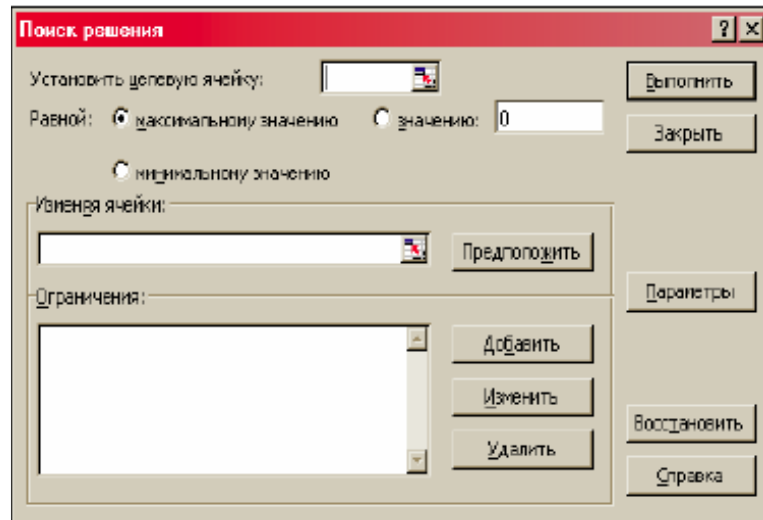 Поиск решения
Установить целевую ячейку:
Выполнить
Равной: максимальному значению значению: 0
Закрыть
минимальному значению
Изменяя ячейки:
Предположить
Ограничения:
Параметры
Добавить
Изменить
Удалить
Восстановить
Справка